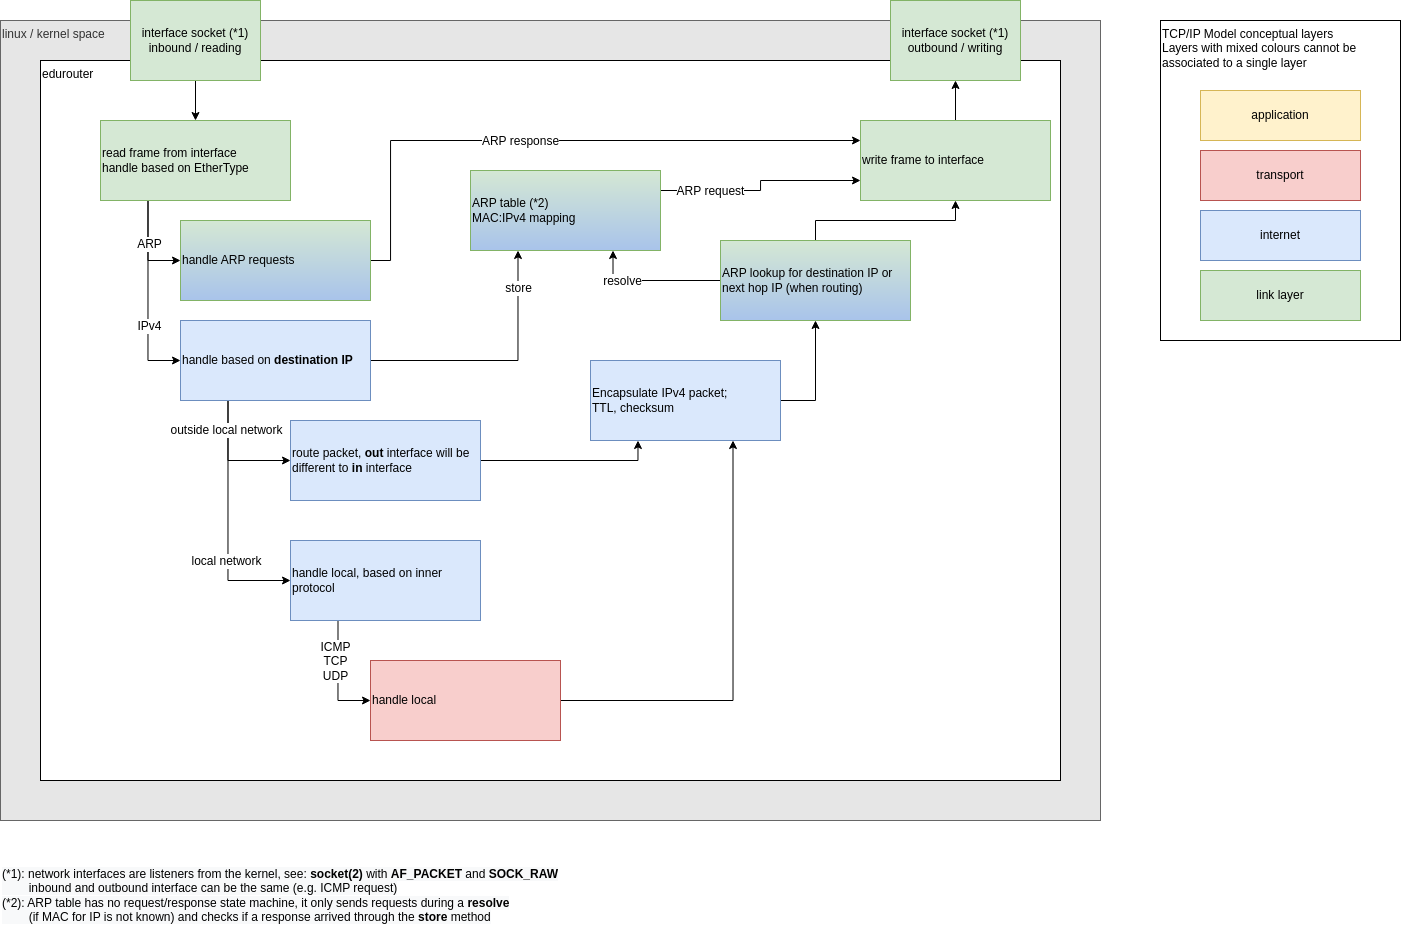 linux / kernel space
interface socket (*1)
inbound / reading
interface socket (*1)
outbound / writing
TCP/IP Model conceptual layers
Layers with mixed colours cannot be
associated to a single layer
application
transport
internet
link layer
edurouter
read frame from interface
handle based on EtherType
ARP response
write frame to interface
ARP table (*2)
MAC:IPv4 mapping
ARP request
ARP
handle ARP requests
ARP lookup for destination IP or
next hop IP (when routing)
resolve
store
IPv4
handle based on destination IP
Encapsulate IPv4 packet;
TTL, checksum
outside local network
route packet, out interface will be
different to in interface
local network
handle local, based on inner
protocol
ICMP
TCP
UDP
handle local
(*1): network interfaces are listeners from the kernel, see: socket(2) with AF_PACKET and SOCK_RAW
inbound and outbound interface can be the same (e.g. ICMP request)
(*2): ARP table has no request/response state machine, it only sends requests during a resolve
(if MAC for IP is not known) and checks if a response arrived through the store method